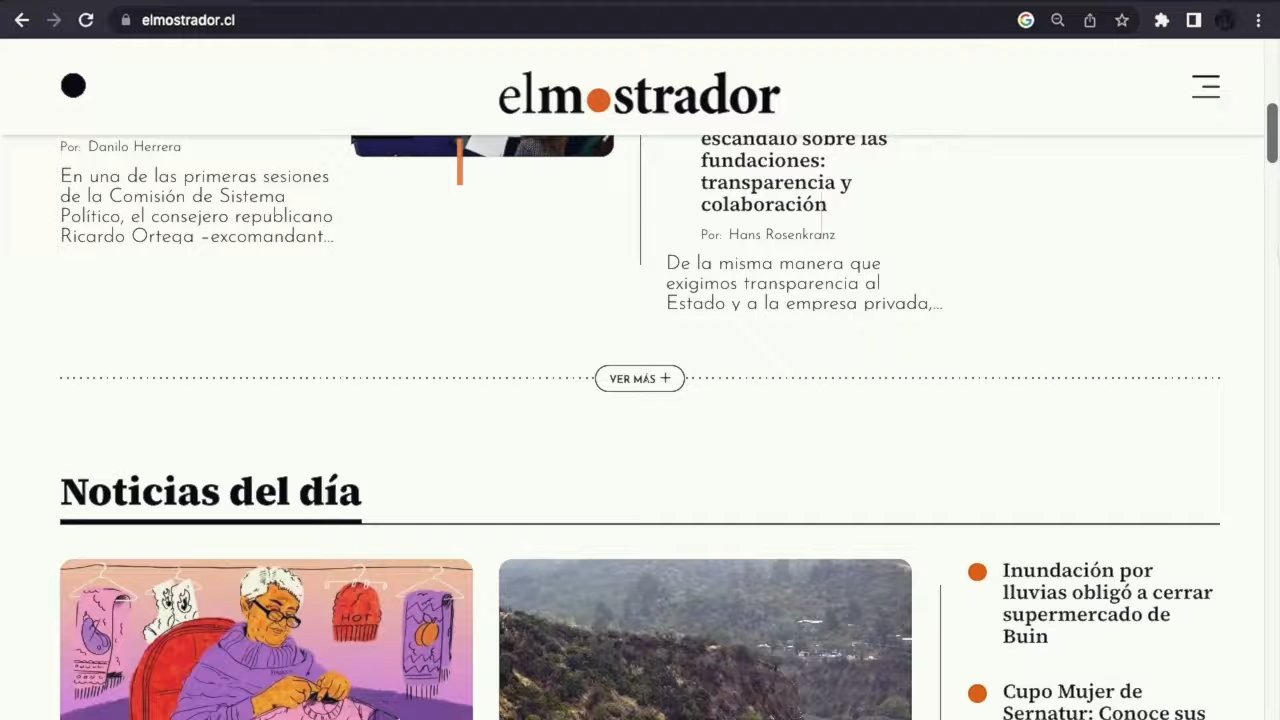 elmostrador.cl
elmostrador
Por: Danilo Herrera
En una de las primeras sesiones
de la Comisión de Sistema
Político, el consejero republicano
Ricardo Ortega –excomandant...
escándalo sobre las
fundaciones:
transparencia y
colaboración
Por: Hans Rosenkranz
De la misma manera que
exigimos transparencia al
Estado y a la empresa privada,...
VER MÁS +
Noticias del día
HOT
Inundación por
lluvias obligó a cerrar
supermercado de
Buin
Cupo Mujer de
Sernatur: Conoce sus